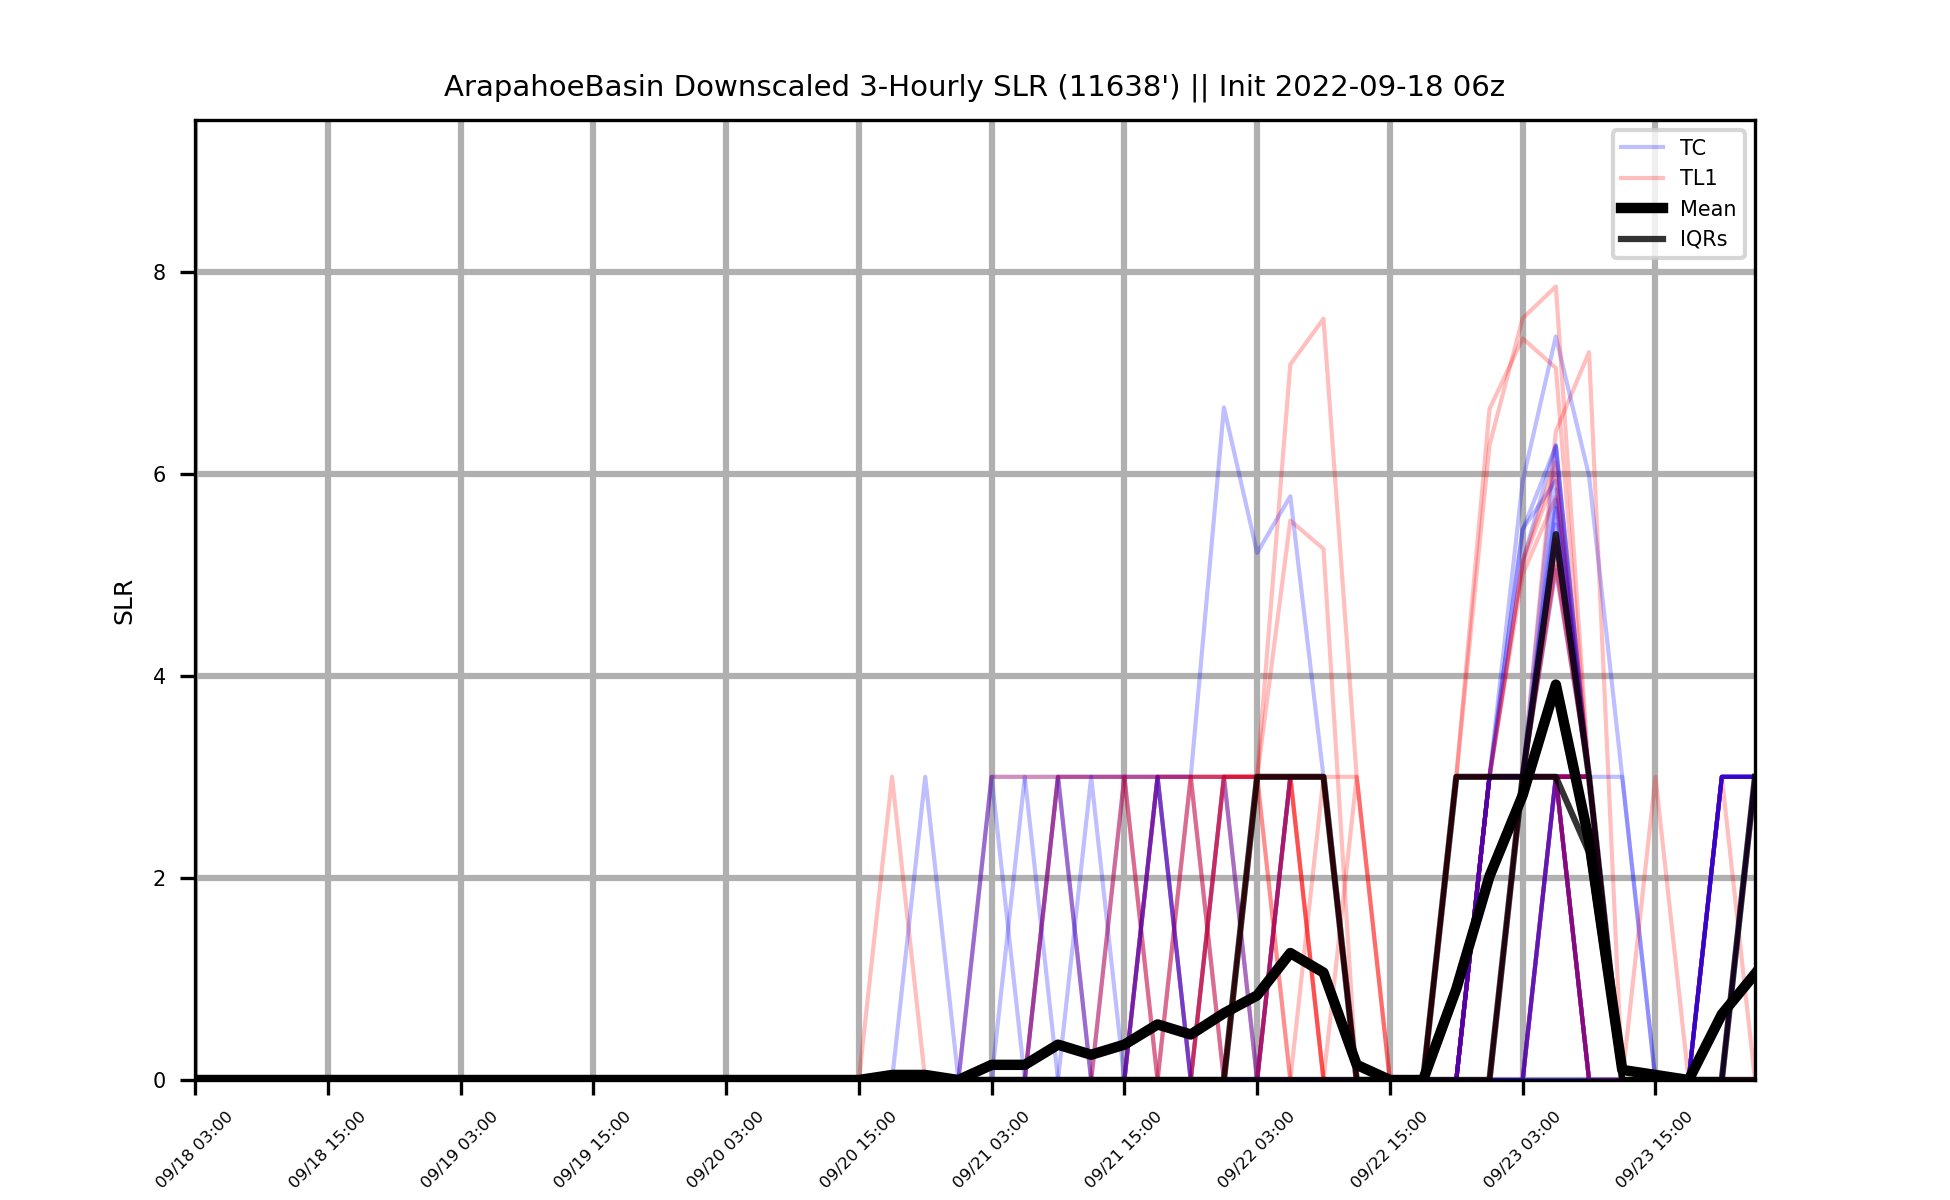 ArapahoeBasin Downscaled 3-Hourly SLR (11638') || Init 2022-09-18 06z
TC
TL1
Mean
IQRs
8
6
4
2
0
SLR
09/18 03:00
09/18 15:00
09/19 03:00
09/19 15:00
09/20 03:00
09/20 15:00
09/21 03:00
09/21 15:00
09/22 03:00
09/22 15:00
09/23 03:00
09/23 15:00